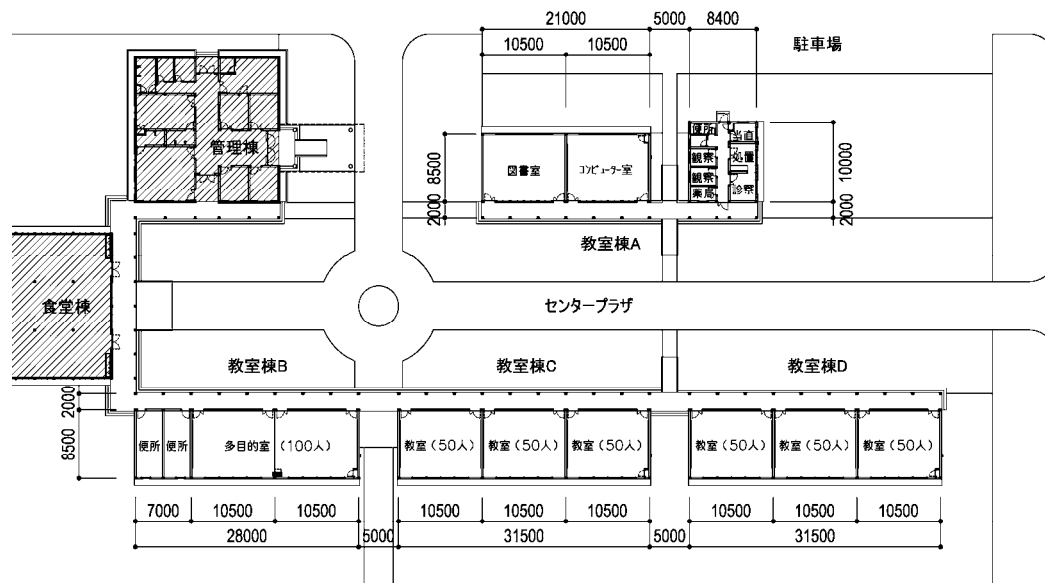 21000
5000
8400
10500
10500
駐車場
管理棟
図書室
コンピューター室
便所
当直
観察
処置
観察
薬局
診察
8500
2000
10000
2000
教室棟A
食堂棟
センタープラザ
教室棟B
教室棟C
教室棟D
2000
8500
便所
便所
多目的室（100人）
教室（50人）
教室（50人）
教室（50人）
教室（50人）
教室（50人）
教室（50人）
7000
10500
10500
10500
10500
10500
10500
10500
10500
28000
5000
31500
5000
31500